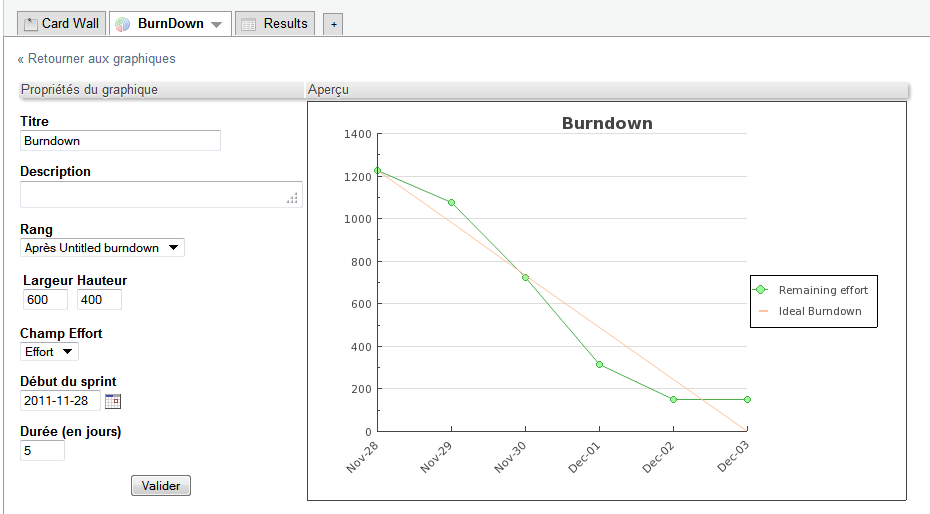 Card Wall BurnDown Results +
« Retourner aux graphiques
Propriétés du graphique
Aperçu
Titre
Burndown
Description
Rang
Après Untitled burndown
Largeur Hauteur
600 400
Champ Effort
Effort
Début du sprint
2011-11-28
Durée (en jours)
5
Valider
Burndown
1400
1200
1000
800
600
400
200
0
Nov-28 Nov-29 Nov-30 Dec-01 Dec-02 Dec-03
Remaining effort
Ideal Burndown